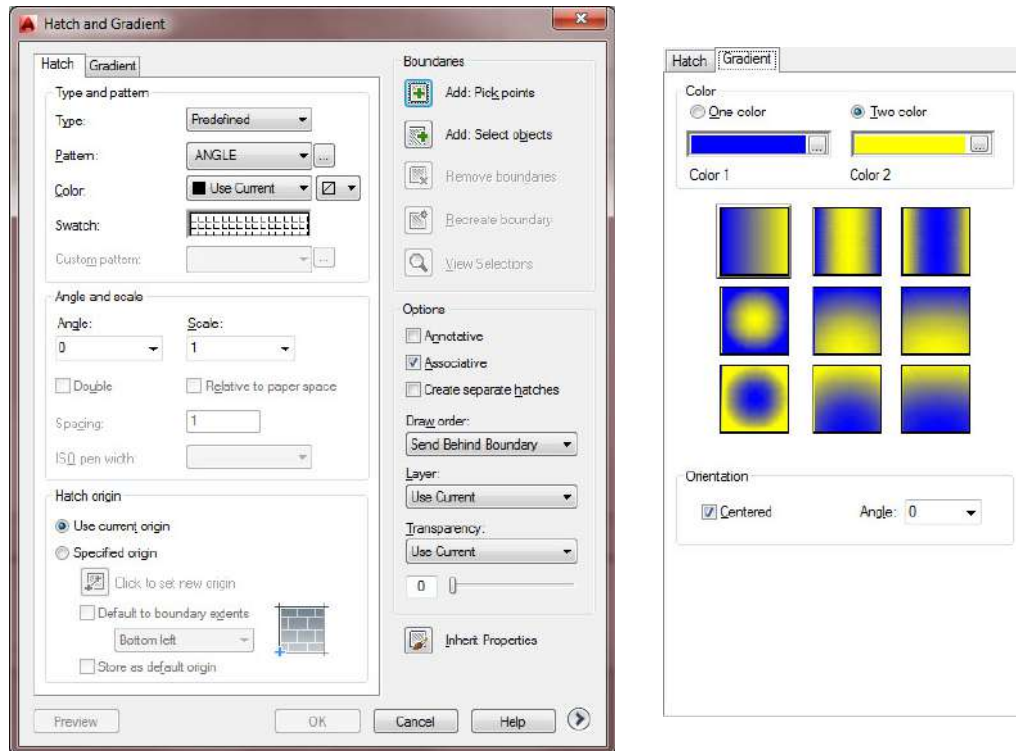 Hatch and Gradient
Hatch Gradient
Type and pattern
Type: Predefined
Pattern: ANGLE ...
Color: Use Current
Swatch:
Custom pattern: ...
Angle and scale
Angle: Scale:
0 1
Double Relative to paper space
Spacing: 1
ISO pen width:
Hatch origin
Use current origin
Specified origin
Click to set new origin
Default to boundary extents
Bottom left
Store as default origin
Boundaries
Add: Pick points
Add: Select objects
Remove boundaries
Recreate boundary
View Selections
Options
Annotative
Associative
Create separate hatches
Draw order:
Send Behind Boundary
Layer:
Use Current
Transparency:
Use Current
0
Inherit Properties
Preview OK Cancel Help
Hatch Gradient
Color
One color Two color
... ...
Color 1 Color 2
Orientation
Centered Angle: 0